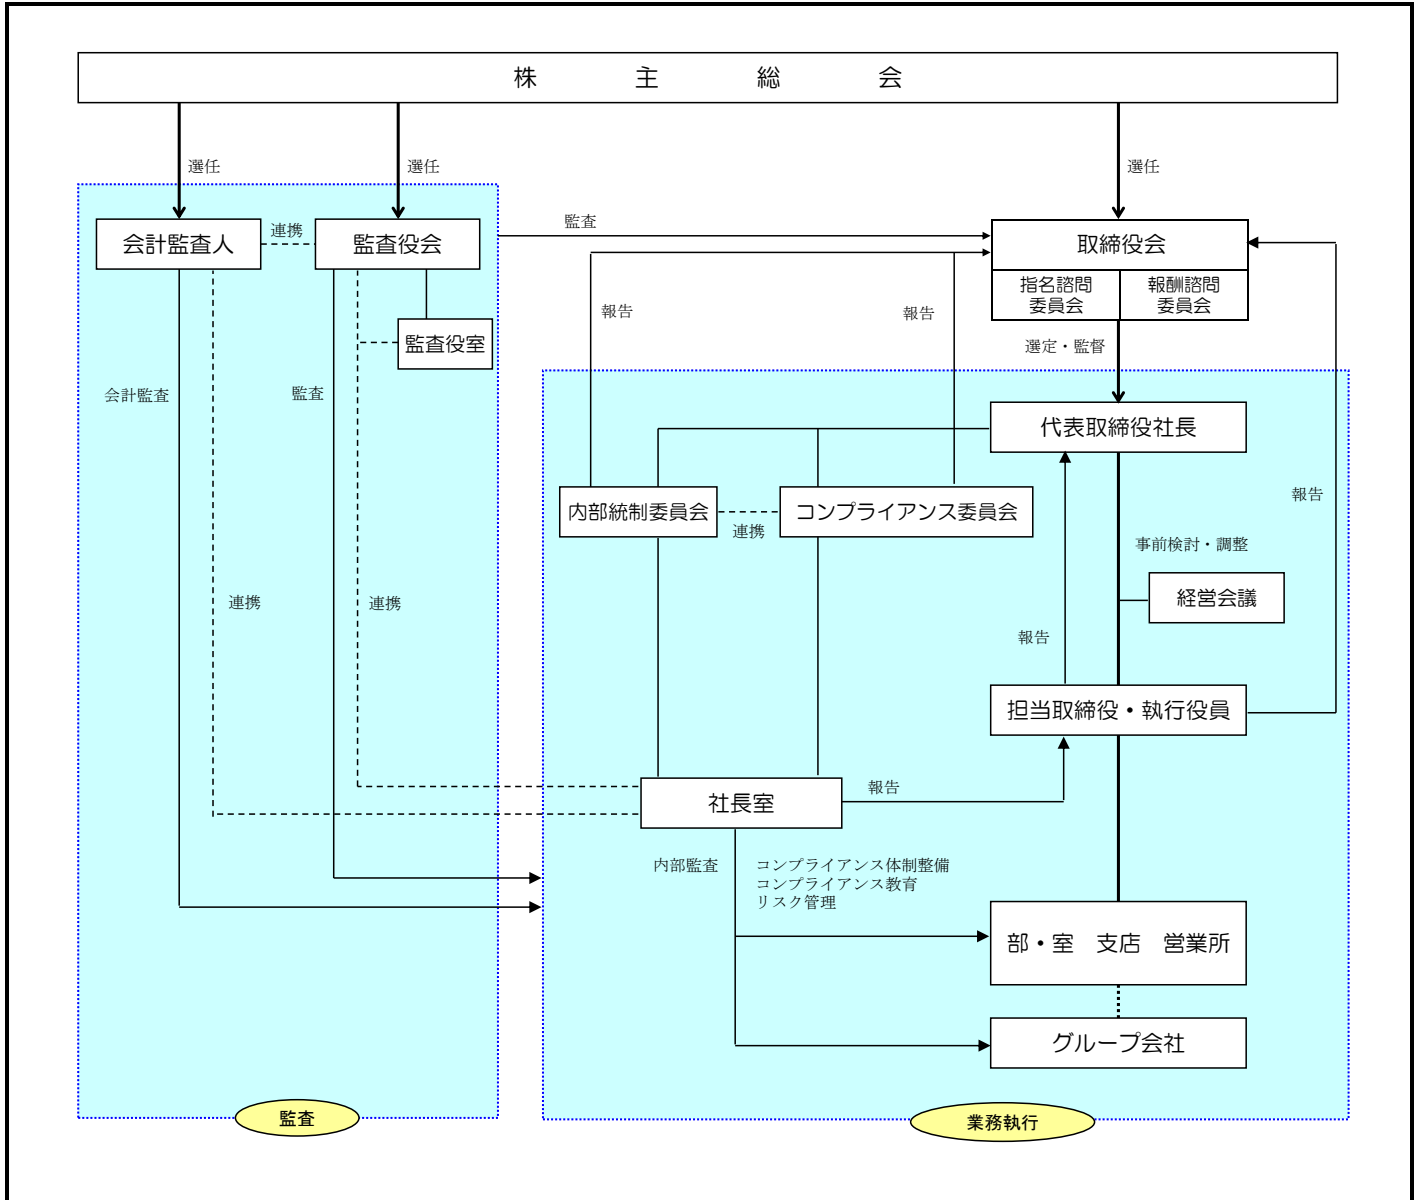 株　主　総　会
選任
選任
選任
会計監査人
連携
監査役会
監査
取締役会
指名諮問
委員会
報酬諮問
委員会
報告
報告
監査役室
選定・監督
会計監査
監査
代表取締役社長
報告
内部統制委員会
連携
コンプライアンス委員会
事前検討・調整
経営会議
連携
連携
報告
担当取締役・執行役員
社長室
報告
内部監査
コンプライアンス体制整備
コンプライアンス教育
リスク管理
部・室　支店　営業所
グループ会社
監査
業務執行